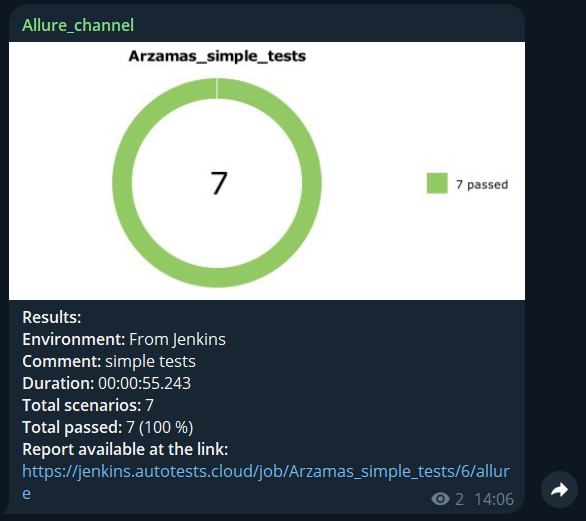 Allure_channel
Arzamas_simple_tests
7
7 passed
Results:
Environment: From Jenkins
Comment: simple tests
Duration: 00:00:55.243
Total scenarios: 7
Total passed: 7 (100 %)
Report available at the link:
https://jenkins.autotests.cloud/job/Arzamas_simple_tests/6/allur
e
2 14:06